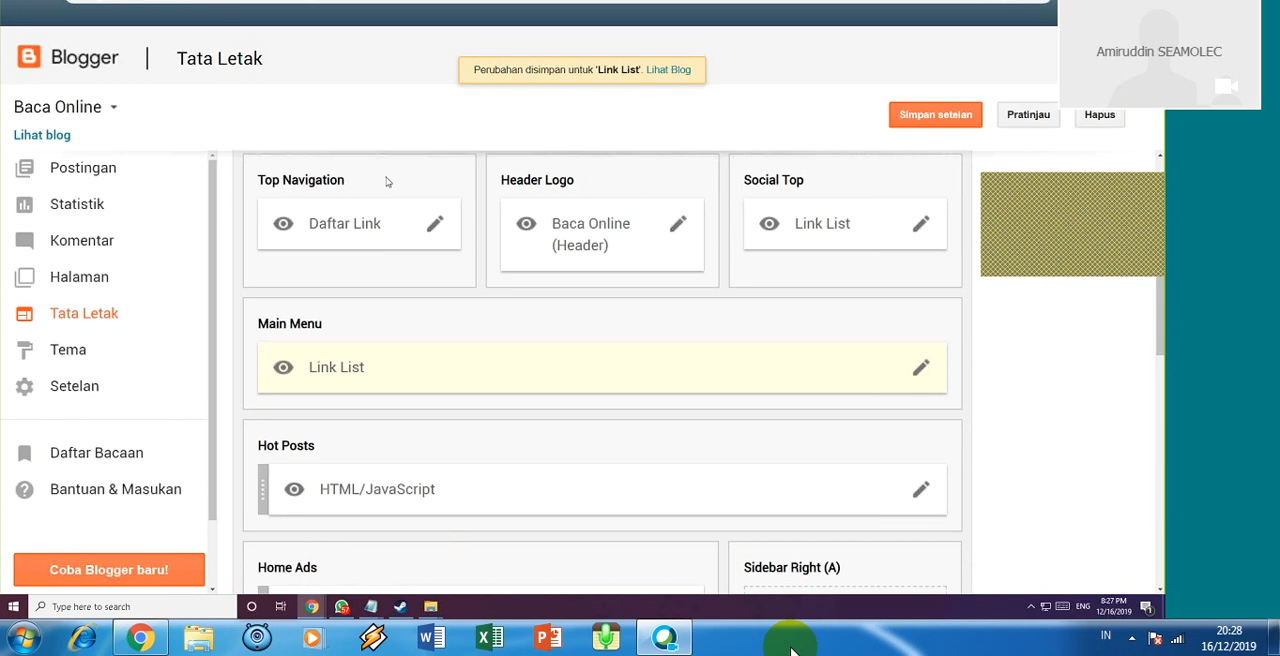 Blogger
Tata Letak
Perubahan disimpan untuk 'Link List'. Lihat Blog
Amiruddin SEAMOLEC
Baca Online
Lihat blog
Simpan setelan
Pratinjau
Hapus
Postingan
Statistik
Komentar
Halaman
Tata Letak
Tema
Setelan
Daftar Bacaan
Bantuan & Masukan
Coba Blogger baru!
Top Navigation
Daftar Link
Header Logo
Baca Online
(Header)
Social Top
Link List
Main Menu
Link List
Hot Posts
HTML/JavaScript
Home Ads
Sidebar Right (A)
Type here to search
ENG
8:27 PM
12/16/2019
IN
20:28
16/12/2019